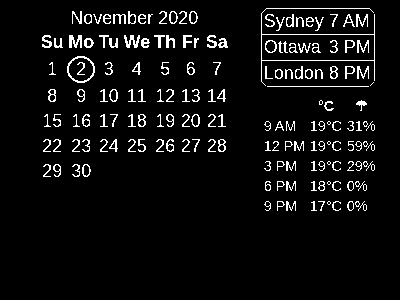 November 2020
Su Mo Tu We Th Fr Sa
1 2 3 4 5 6 7
8 9 10 11 12 13 14
15 16 17 18 19 20 21
22 23 24 25 26 27 28
29 30
Sydney 7 AM
Ottawa 3 PM
London 8 PM
°C ☂
9 AM 19°C 31%
12 PM 19°C 59%
3 PM 19°C 29%
6 PM 18°C 0%
9 PM 17°C 0%